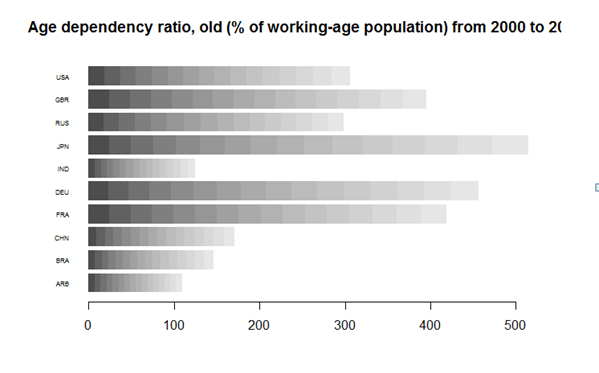 Age dependency ratio, old (% of working-age population) from 2000 to 20
USA
GBR
RUS
JPN
IND
DEU
FRA
CHN
BRA
ARB
0 100 200 300 400 500